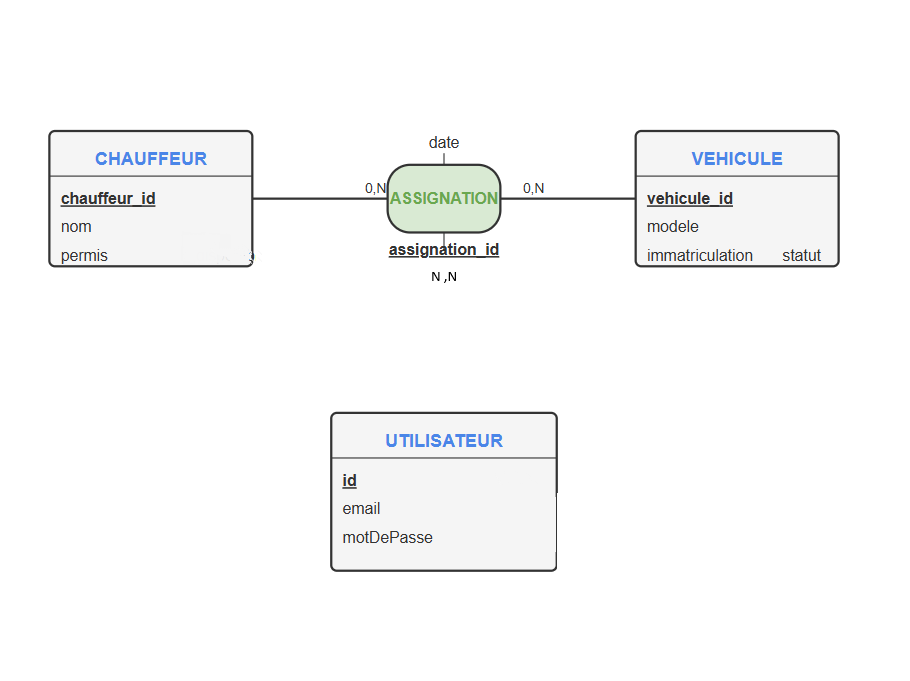 date
CHAUFFEUR
VEHICULE
chauffeur_id
nom
permis
0,N
ASSIGNATION
0,N
assignation_id
N ,N
vehicule_id
modele
immatriculation statut
UTILISATEUR
id
email
motDePasse